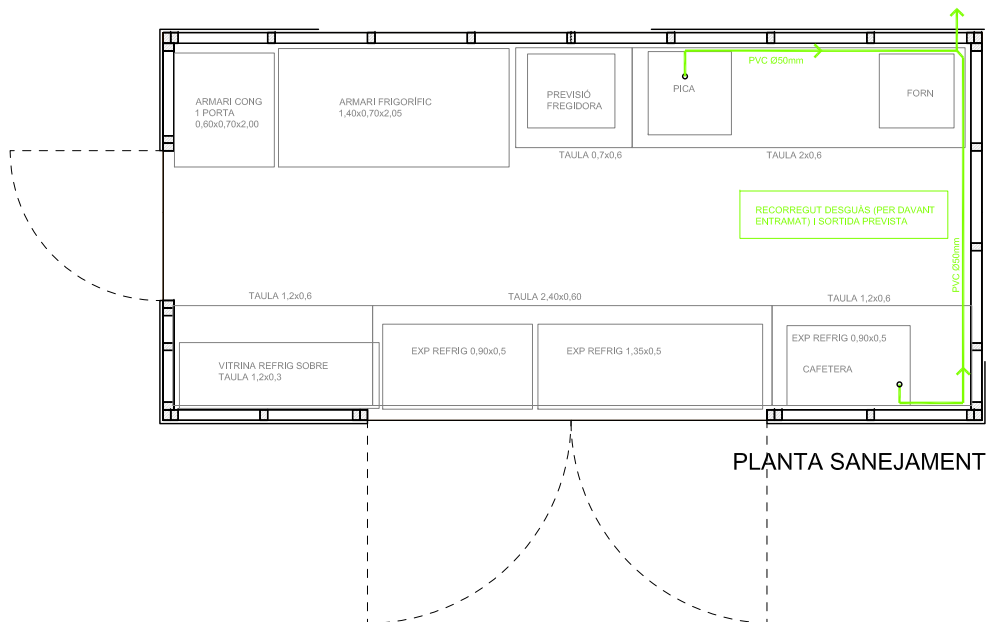 PVC Ø50mm
ARMARI CONG
1 PORTA
0,60x0,70x2,00
ARMARI FRIGORÍFIC
1,40x0,70x2,05
PREVISIÓ
FREGIDORA
PICA
FORN
TAULA 0,7x0,6
TAULA 2x0,6
RECORREGUT DESGUÀS (PER DAVANT
ENTRAMAT) I SORTIDA PREVISTA
PVC Ø50mm
TAULA 1,2x0,6
TAULA 2,40x0,60
TAULA 1,2x0,6
VITRINA REFRIG SOBRE
TAULA 1,2x0,3
EXP REFRIG 0,90x0,5
EXP REFRIG 1,35x0,5
EXP REFRIG 0,90x0,5
CAFETERA
PLANTA SANEJAMENT